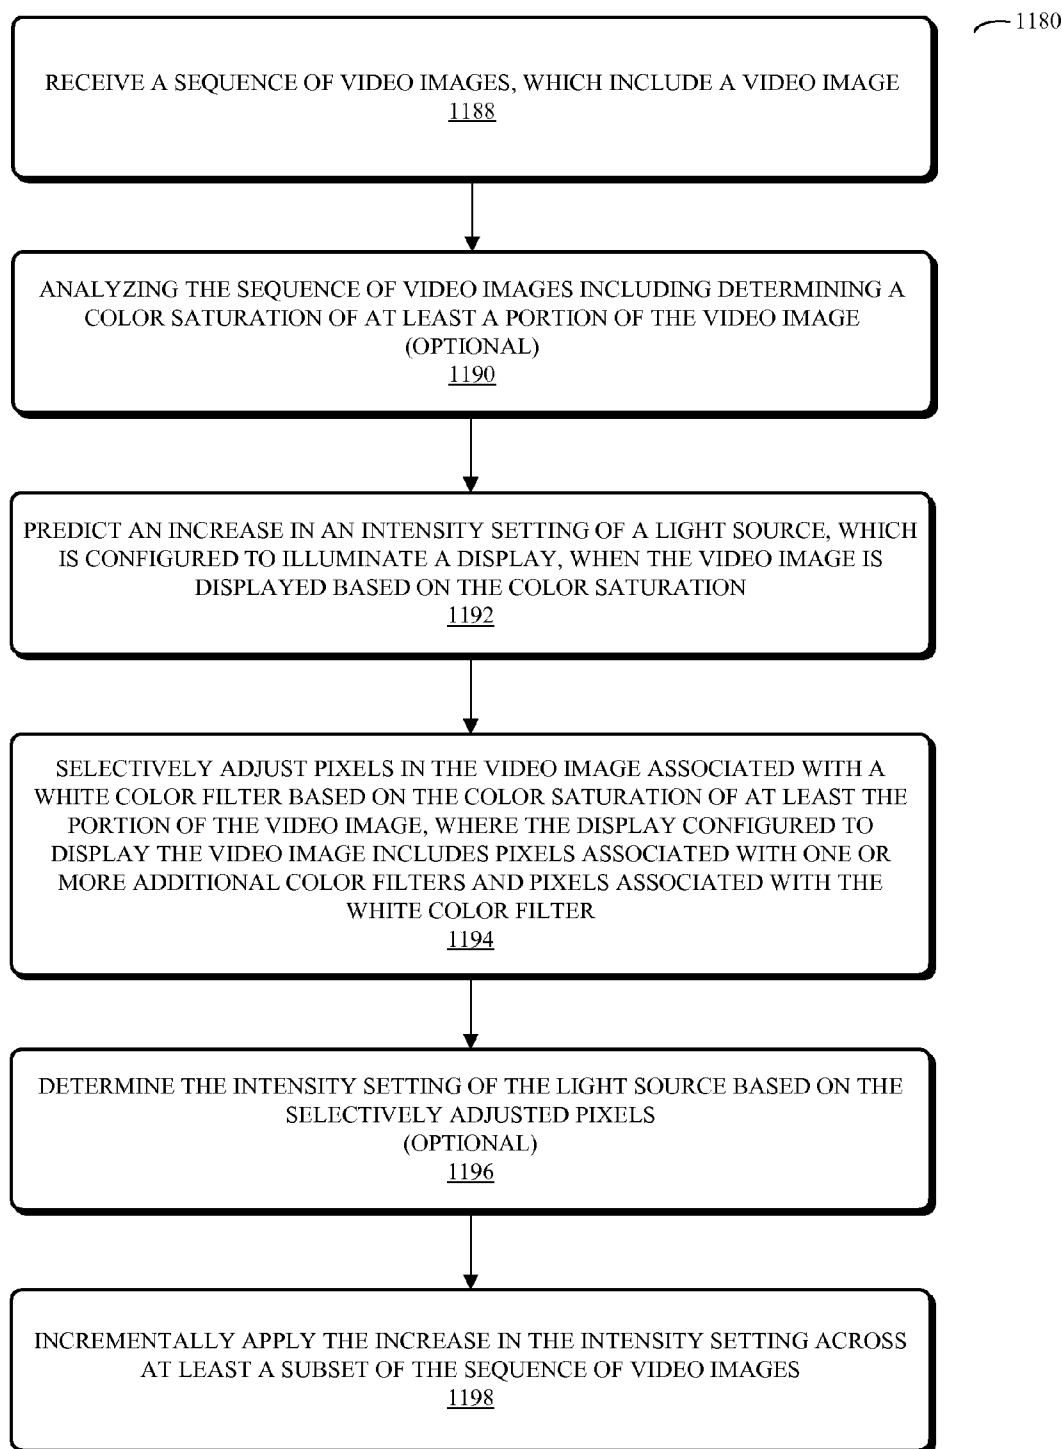 1180
RECEIVE A SEQUENCE OF VIDEO IMAGES, WHICH INCLUDE A VIDEO IMAGE
1188
ANALYZING THE SEQUENCE OF VIDEO IMAGES INCLUDING DETERMINING A
COLOR SATURATION OF AT LEAST A PORTION OF THE VIDEO IMAGE
(OPTIONAL)
1190
PREDICT AN INCREASE IN AN INTENSITY SETTING OF A LIGHT SOURCE, WHICH
IS CONFIGURED TO ILLUMINATE A DISPLAY, WHEN THE VIDEO IMAGE IS
DISPLAYED BASED ON THE COLOR SATURATION
1192
SELECTIVELY ADJUST PIXELS IN THE VIDEO IMAGE ASSOCIATED WITH A
WHITE COLOR FILTER BASED ON THE COLOR SATURATION OF AT LEAST THE
PORTION OF THE VIDEO IMAGE, WHERE THE DISPLAY CONFIGURED TO
DISPLAY THE VIDEO IMAGE INCLUDES PIXELS ASSOCIATED WITH ONE OR
MORE ADDITIONAL COLOR FILTERS AND PIXELS ASSOCIATED WITH THE
WHITE COLOR FILTER
1194
DETERMINE THE INTENSITY SETTING OF THE LIGHT SOURCE BASED ON THE
SELECTIVELY ADJUSTED PIXELS
(OPTIONAL)
1196
INCREMENTALLY APPLY THE INCREASE IN THE INTENSITY SETTING ACROSS
AT LEAST A SUBSET OF THE SEQUENCE OF VIDEO IMAGES
1198